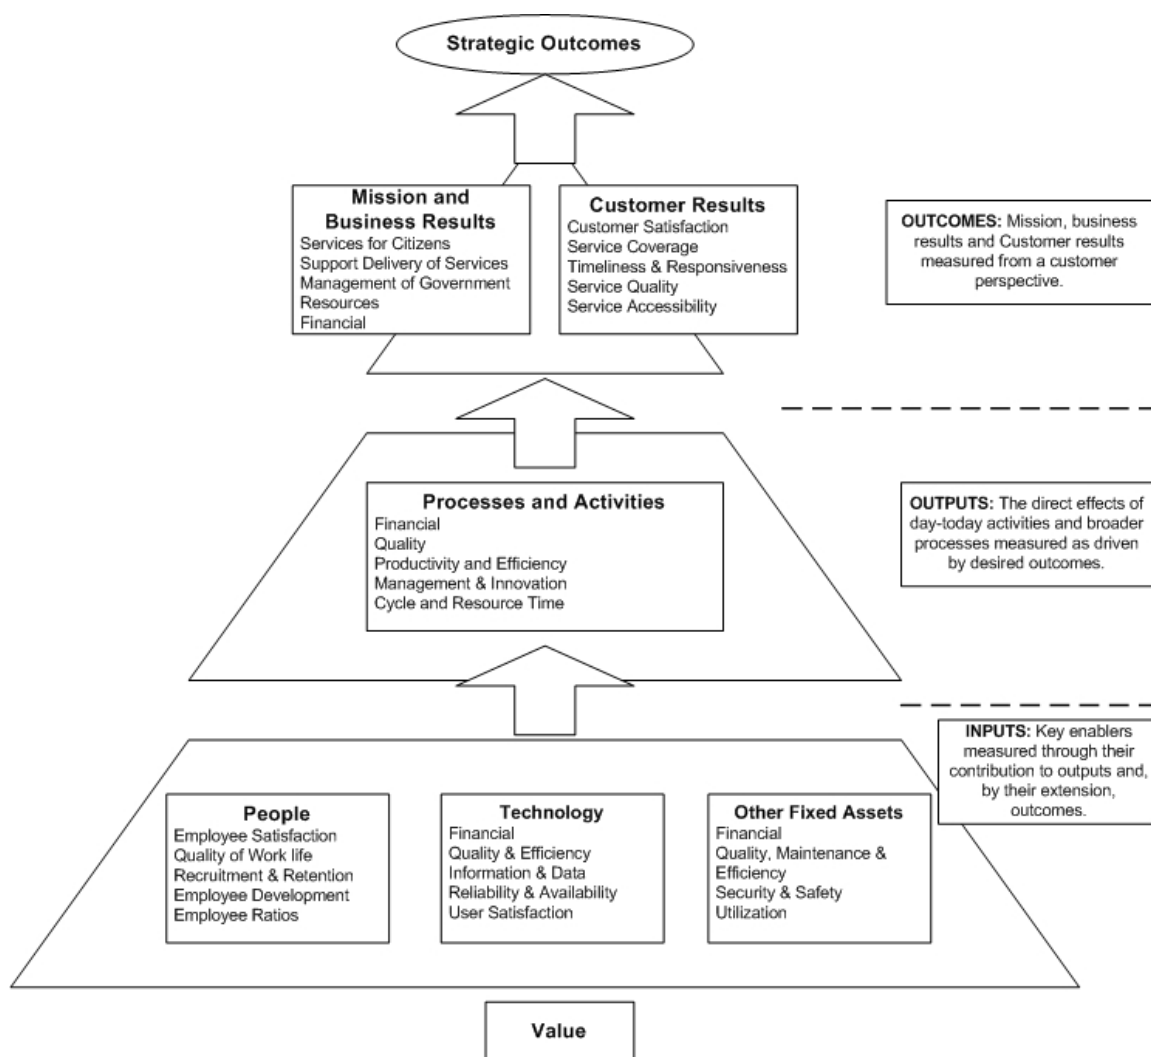 Strategic Outcomes
Mission and
Business Results
Services for Citizens
Support Delivery of Services
Management of Government
Resources
Financial
Customer Results
Customer Satisfaction
Service Coverage
Timeliness & Responsiveness
Service Quality
Service Accessibility
OUTCOMES: Mission, business
results and Customer results
measured from a customer
perspective.
Processes and Activities
Financial
Quality
Productivity and Efficiency
Management & Innovation
Cycle and Resource Time
OUTPUTS: The direct effects of
day-today activities and broader
processes measured as driven
by desired outcomes.
INPUTS: Key enablers
measured through their
contribution to outputs and,
by their extension,
outcomes.
People
Employee Satisfaction
Quality of Work life
Recruitment & Retention
Employee Development
Employee Ratios
Technology
Financial
Quality & Efficiency
Information & Data
Reliability & Availability
User Satisfaction
Other Fixed Assets
Financial
Quality, Maintenance &
Efficiency
Security & Safety
Utilization
Value